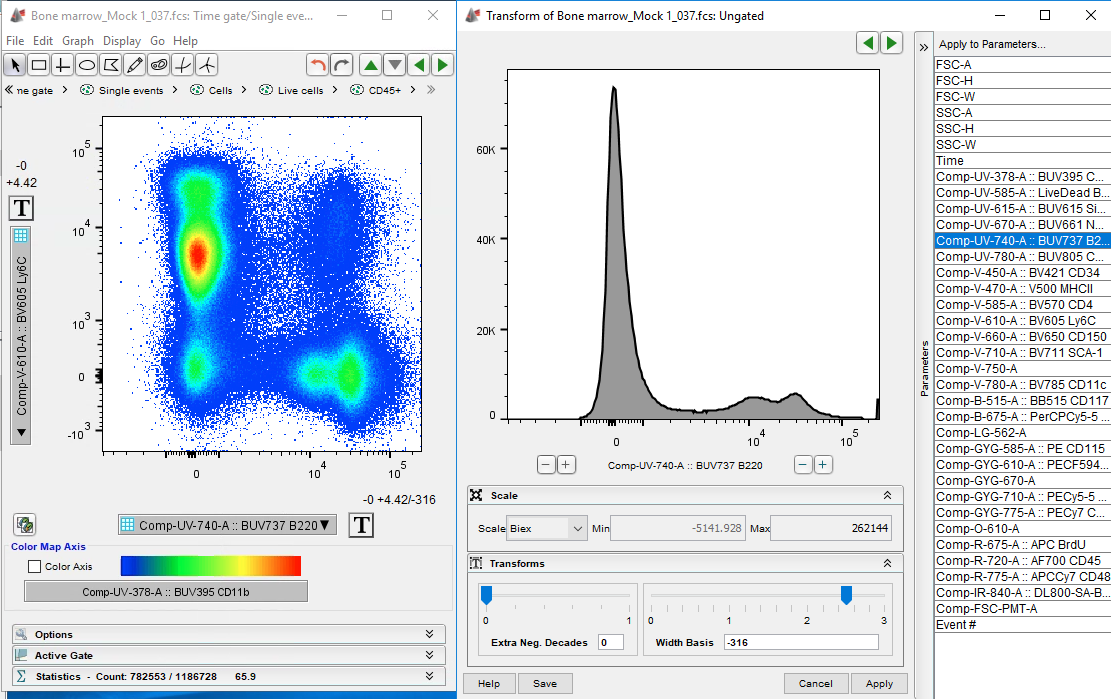 Bone marrow_Mock 1_037.fcs: Time gate/Single eve...
File Edit Graph Display Go Help
me gate > Single events > Cells > Live cells > CD45+ >
-0
+4.42
T
Comp-V-610-A :: BV605 Ly6C
10^5
10^4
10^3
0
-10^3
0
10^4
10^5
-0 +4.42/-316
Comp-UV-740-A :: BUV737 B220
T
Color Map Axis
Color Axis
Comp-UV-378-A :: BUV395 CD11b
Options
Active Gate
Σ Statistics - Count: 782553 / 1186728 65.9
Transform of Bone marrow_Mock 1_037.fcs: Ungated
60K
40K
20K
0
0
10^4
10^5
Comp-UV-740-A :: BUV737 B220
Scale
Scale Biex Min -5141.928 Max 262144
T Transforms
0 1
Extra Neg. Decades 0
0 1 2 3
Width Basis -316
Help Save Cancel Apply
Parameters
Apply to Parameters...
FSC-A
FSC-H
FSC-W
SSC-A
SSC-H
SSC-W
Time
Comp-UV-378-A :: BUV395 C...
Comp-UV-585-A :: LiveDead B...
Comp-UV-615-A :: BUV615 Si...
Comp-UV-670-A :: BUV661 N...
Comp-UV-740-A :: BUV737 B2...
Comp-UV-780-A :: BUV805 C...
Comp-V-450-A :: BV421 CD34
Comp-V-470-A :: V500 MHCII
Comp-V-585-A :: BV570 CD4
Comp-V-610-A :: BV605 Ly6C
Comp-V-660-A :: BV650 CD150
Comp-V-710-A :: BV711 SCA-1
Comp-V-750-A
Comp-V-780-A :: BV785 CD11c
Comp-B-515-A :: BB515 CD117
Comp-B-675-A :: PerCPCy5-5 ...
Comp-LG-562-A
Comp-GYG-585-A :: PE CD115
Comp-GYG-610-A :: PECF594...
Comp-GYG-670-A
Comp-GYG-710-A :: PECy5-5 ...
Comp-GYG-775-A :: PECy7 C...
Comp-O-610-A
Comp-R-675-A :: APC BrdU
Comp-R-720-A :: AF700 CD45
Comp-R-775-A :: APCCy7 CD48
Comp-IR-840-A :: DL800-SA-B...
Comp-FSC-PMT-A
Event #